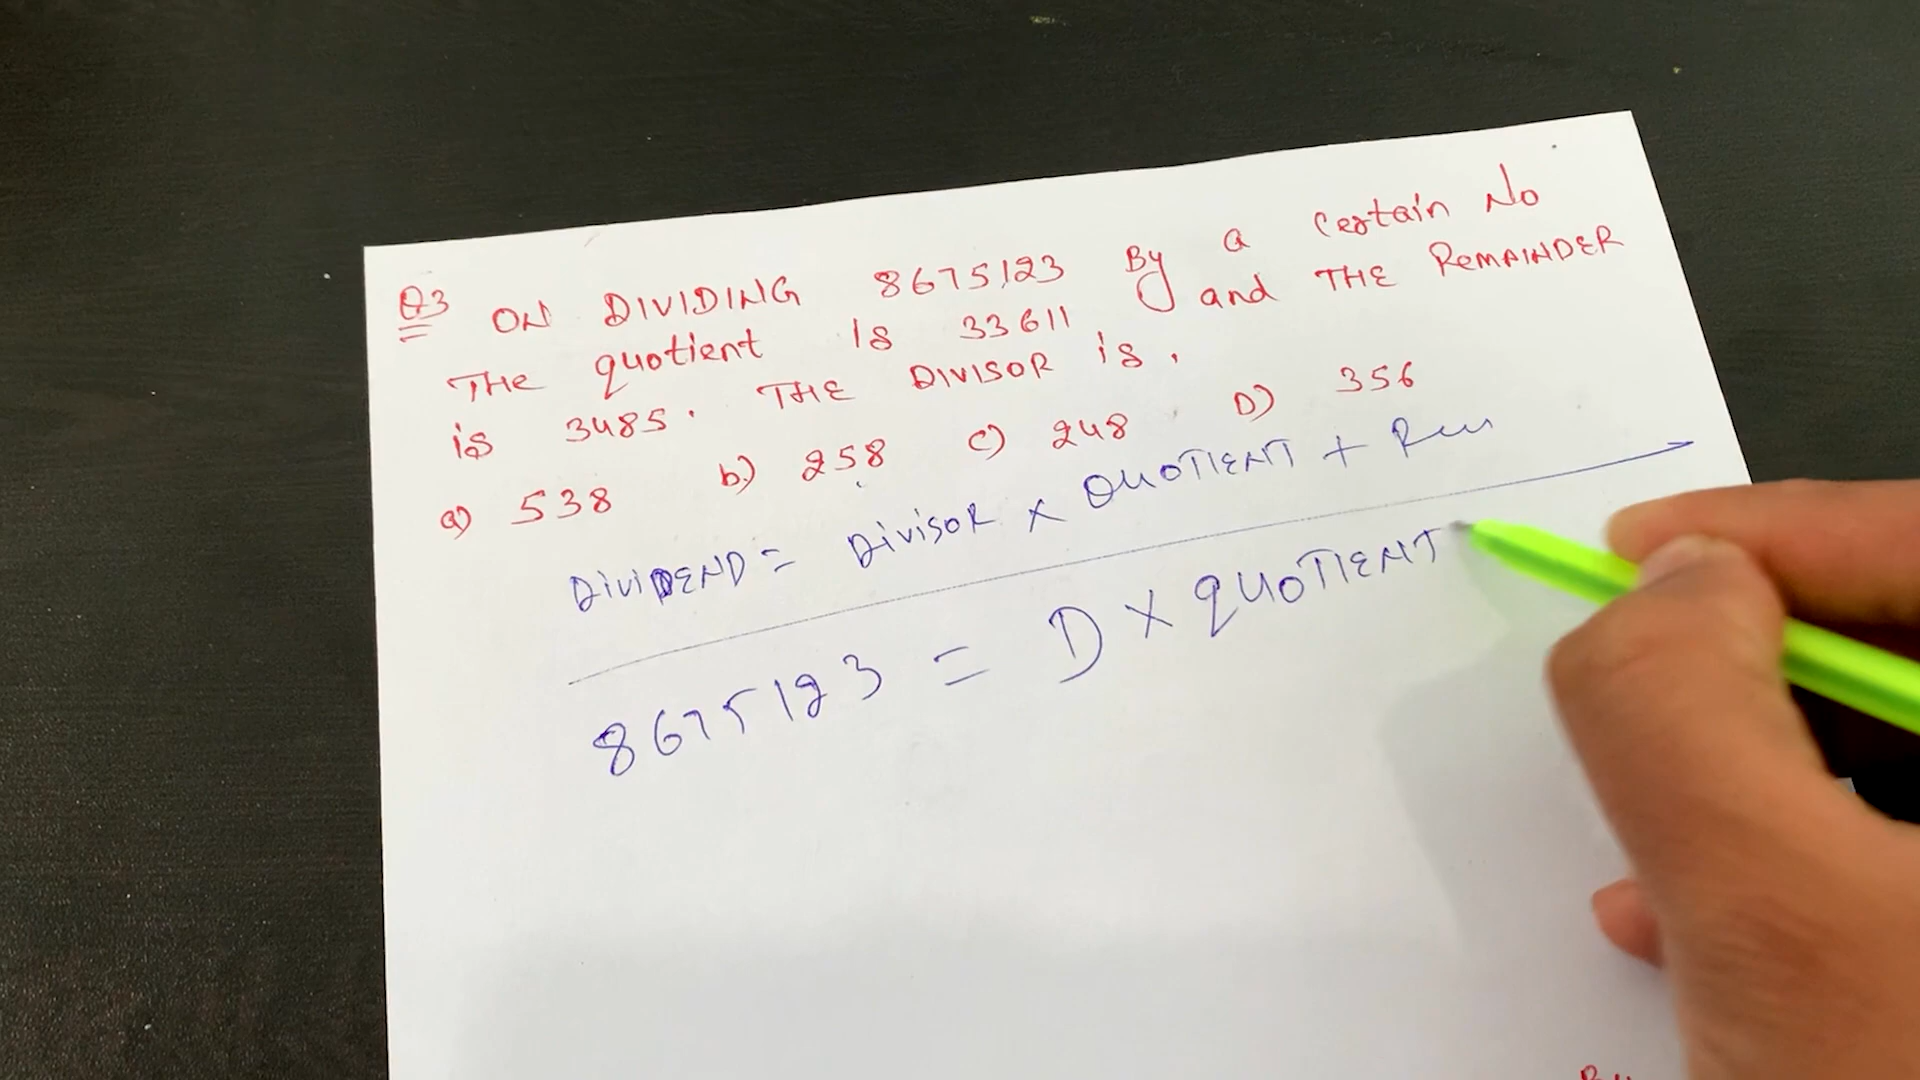 Q3 ON DIVIDING 8675123 By a certain No
THE quotient is 33611, and THE REMAINDER
is 3485. THE DIVISOR is.
a) 538 b.) 258 c) 248 D) 356
DiviDEND = Divisor × QUOTIENT + Rem
8675123 = D × QUOTIENT